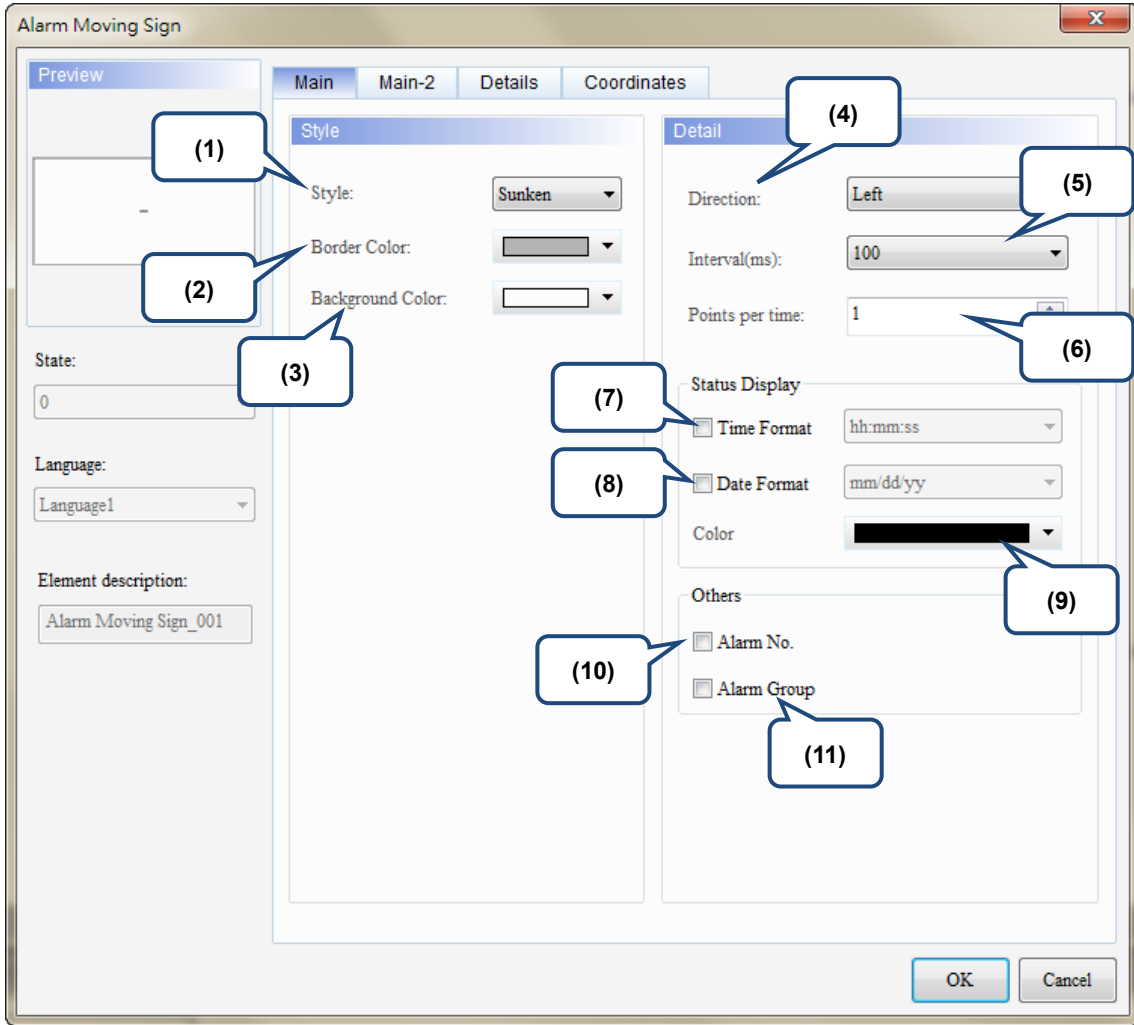 Alarm Moving Sign
Preview
-
State:
0
Language:
Language1
Element description:
Alarm Moving Sign_001
Main Main-2 Details Coordinates
Style
(1)
Style: Sunken
(2)
Border Color:
(3)
Background Color:
Detail
(4)
Direction: Left
(5)
Interval(ms): 100
Points per time: 1
(6)
Status Display
(7)
Time Format hh:mm:ss
(8)
Date Format mm/dd/yy
Color
(9)
Others
(10)
Alarm No.
Alarm Group
(11)
OK Cancel